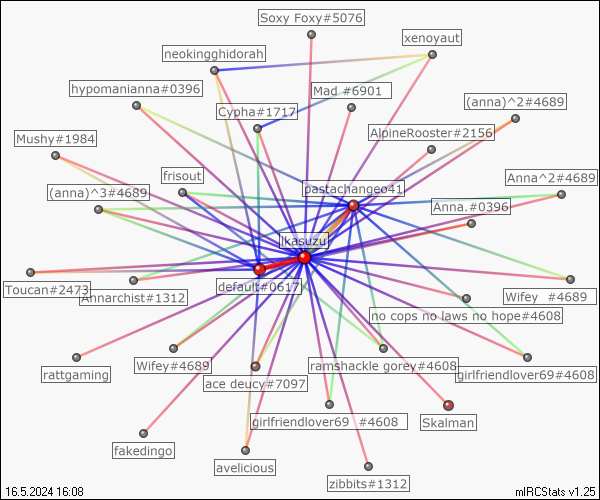 Soxy Foxy#5076
xenoyaut
neokingghidorah
hypomanianna#0396
Mad #6901
(anna)^2#4689
Cypha#1717
AlpineRooster#2156
Mushy#1984
frisout
Anna^2#4689
(anna)^3#4689
pastachangeo41
Anna.#0396
ikasuzu
Toucan#2473
Annarchist#1312
default#0617
Wifey #4689
no cops no laws no hope#4608
rattgaming
Wifey#4689
ace deucy#7097
ramshackle gorey#4608
girlfriendlover69#4608
girlfriendlover69 #4608
Skalman
fakedingo
avelicious
zibbits#1312
16.5.2024 16:08
mIRCStats v1.25